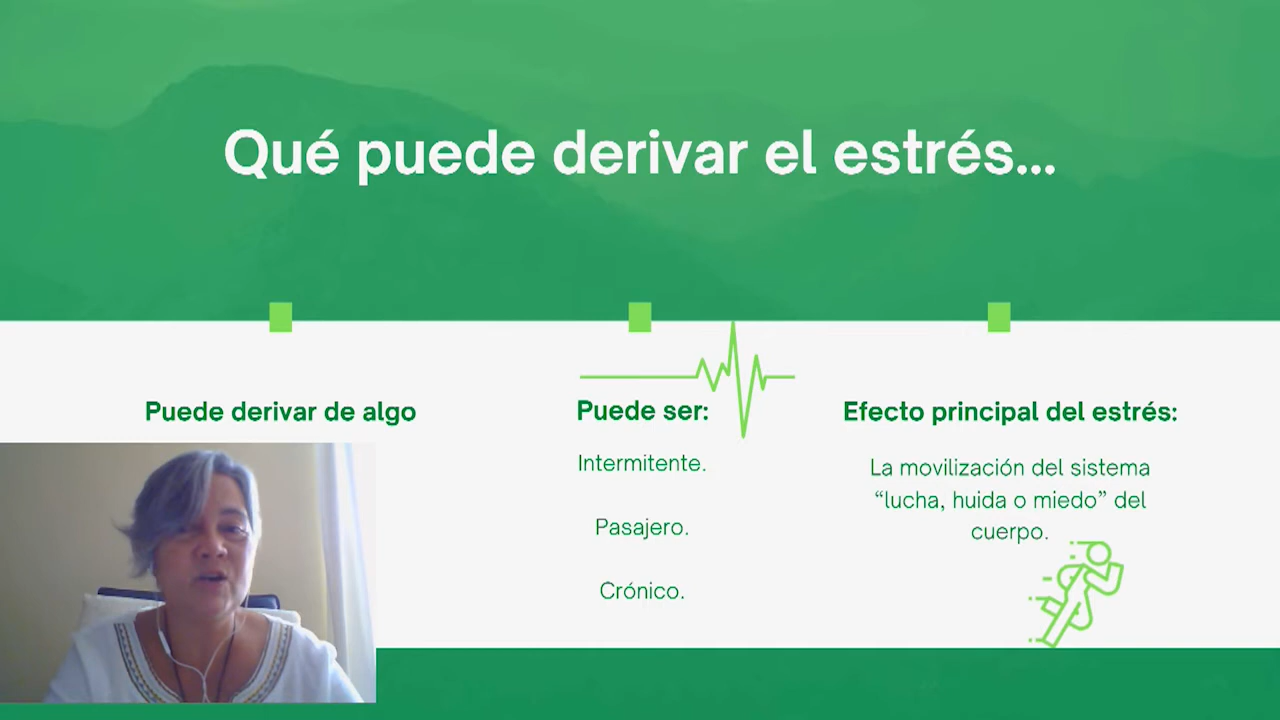 Qué puede derivar el estrés...
Puede derivar de algo
Puede ser:
Intermitente.
Pasajero.
Crónico.
Efecto principal del estrés:
La movilización del sistema
“lucha, huida o miedo” del
cuerpo.